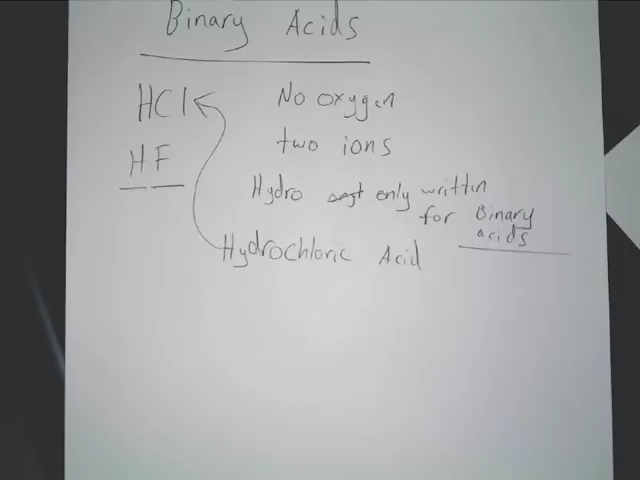 Binary Acids
HCl No oxygen
HF two ions
Hydro only written
for Binary
acids
Hydrochloric Acid